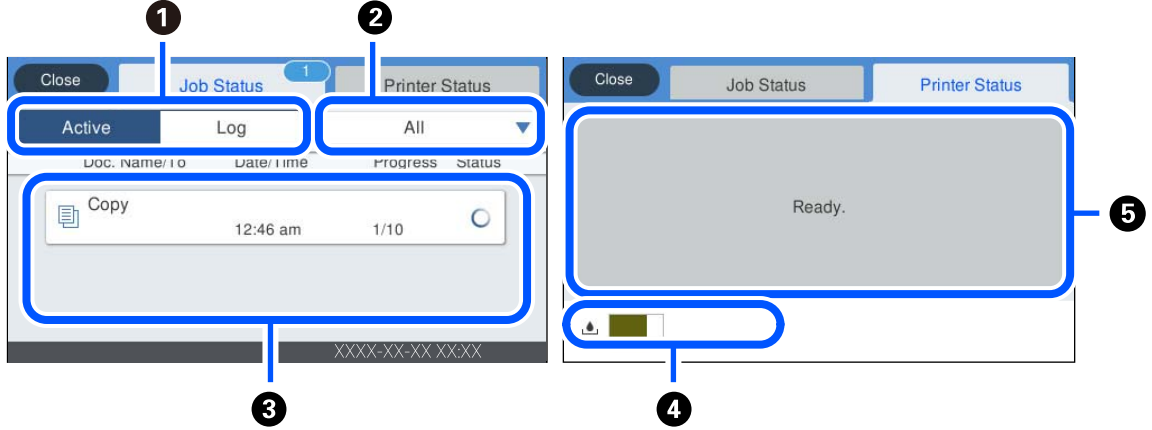 1 2
Close Job Status 1 Printer Status
Active Log All
Doc. Name/To Date/Time Progress Status
Copy
12:46 am 1/10
XXXX-XX-XX XX:XX
3
Close Job Status Printer Status
Ready.
5
4